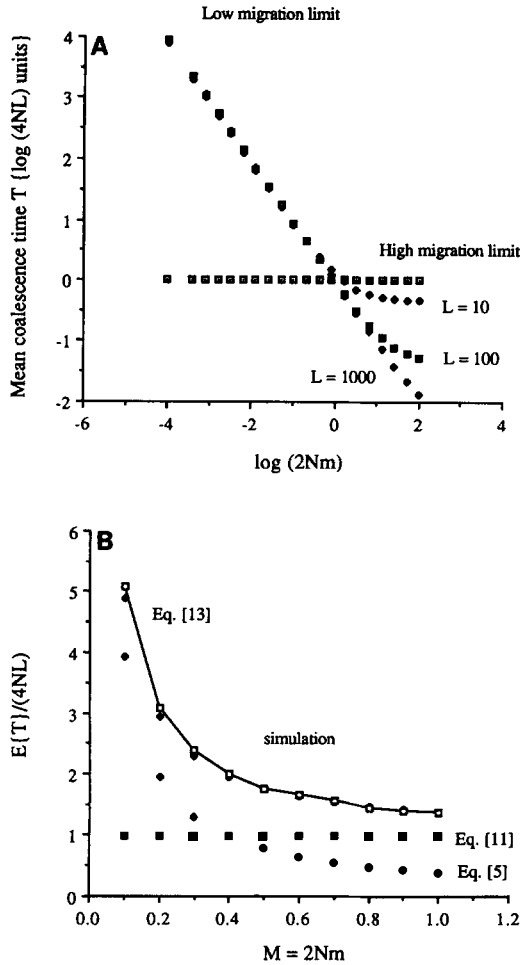 Low migration limit
A
Mean coalescence time T {log (4NL) units}
4
3
2
1
0
-1
-2
High migration limit
L = 10
L = 100
L = 1000
-6
-4
-2
0
2
4
log (2Nm)
B
E{T}/(4NL)
6
5
4
3
2
1
0
Eq. [13]
simulation
Eq. [11]
Eq. [5]
0.0
0.2
0.4
0.6
0.8
1.0
1.2
M = 2Nm